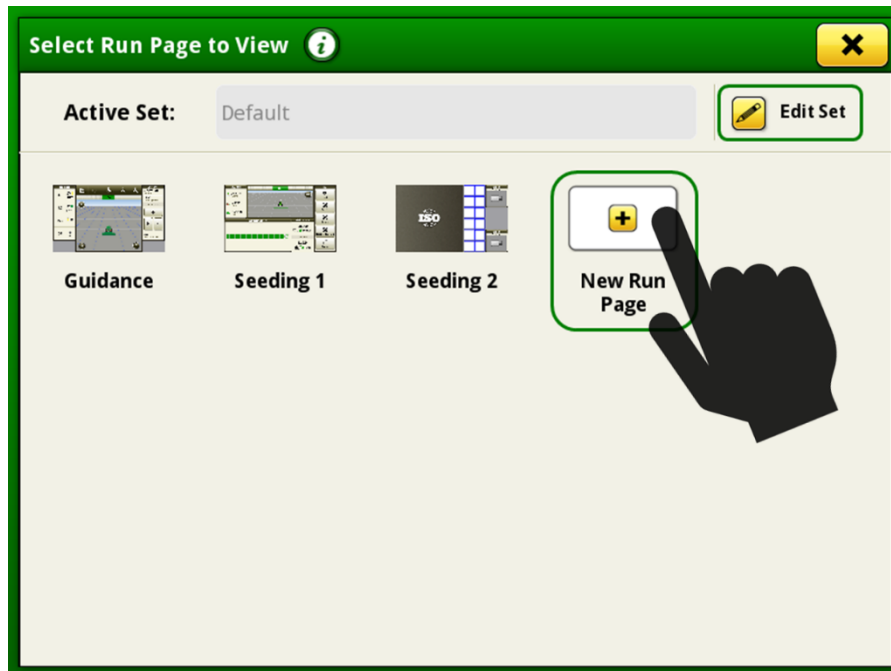 Select Run Page to View
Active Set:
Default
Edit Set
ISO
Guidance
Seeding 1
Seeding 2
New Run
Page